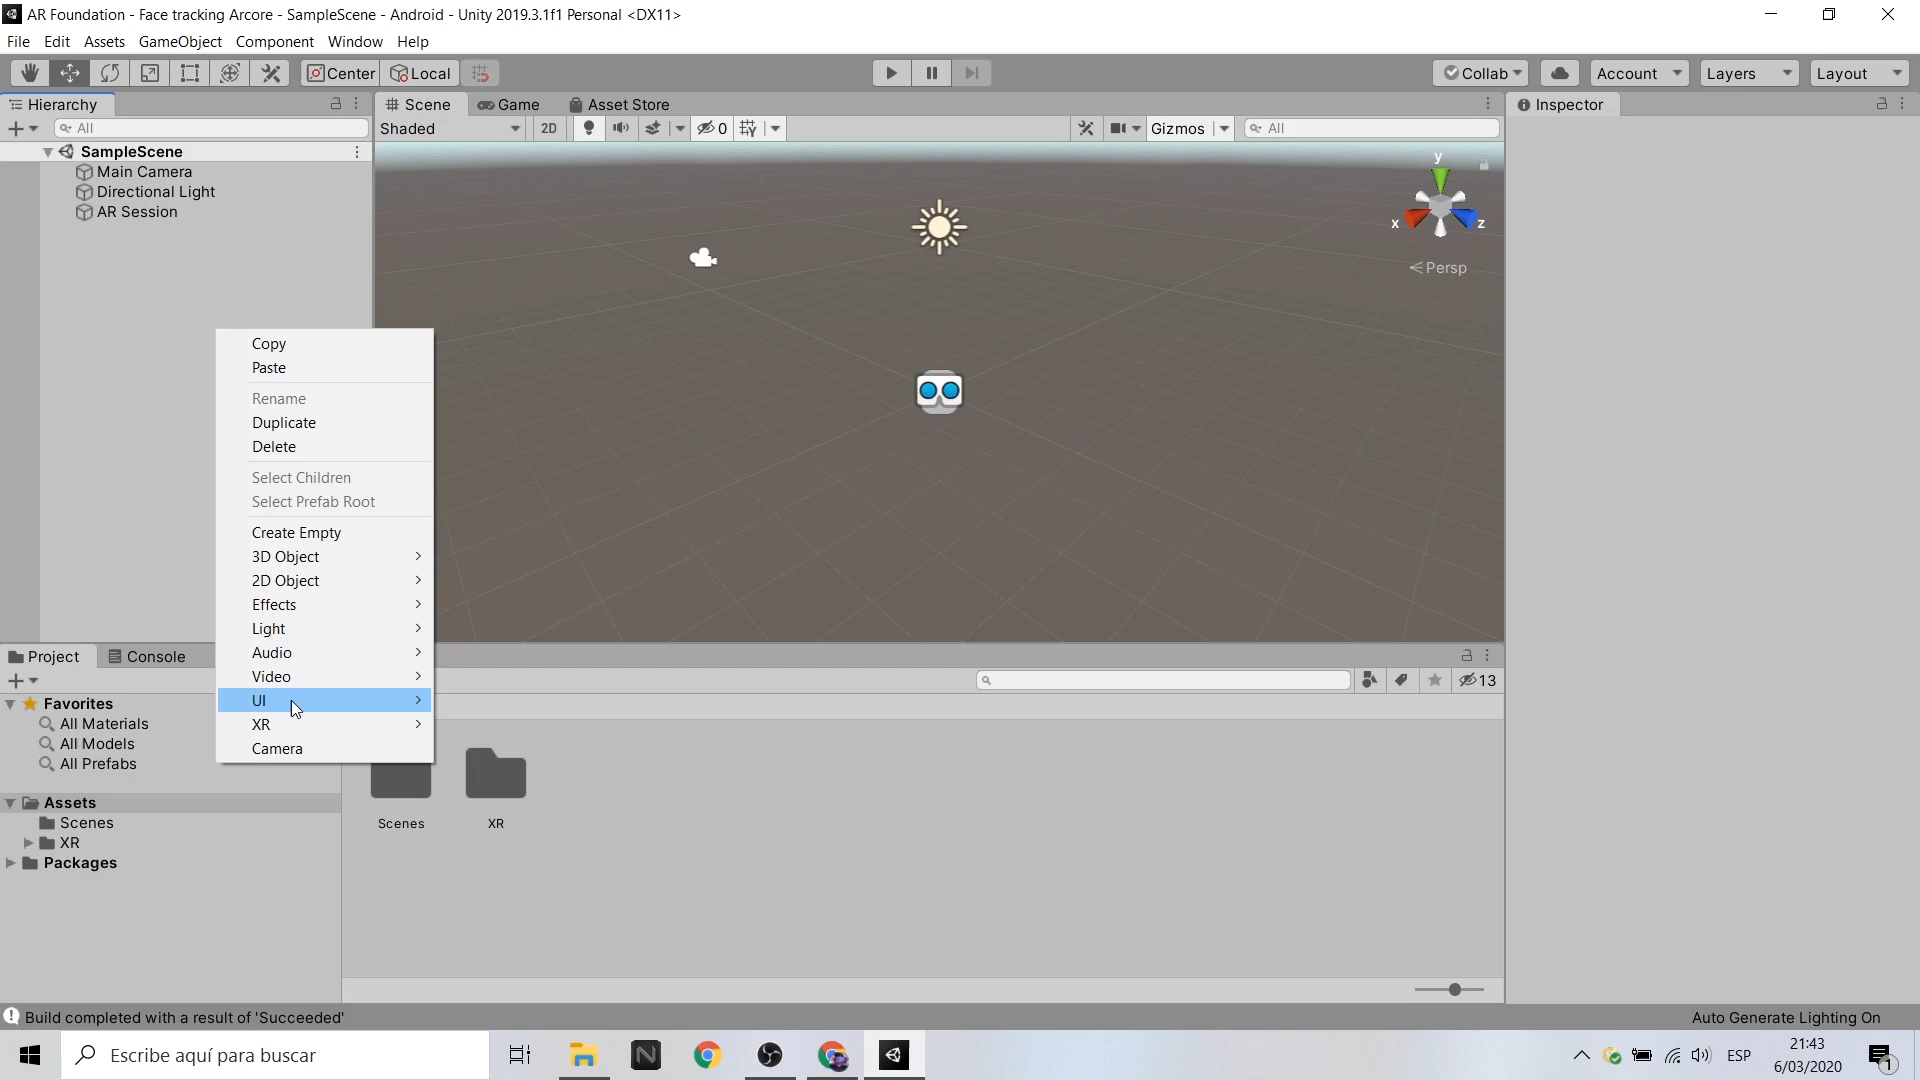 AR Foundation - Face tracking Arcore - SampleScene - Android - Unity 2019.3.1f1 Personal <DX11>
File Edit Assets GameObject Component Window Help
Center Local Collab Account Layers Layout
Hierarchy Scene Game Asset Store Inspector
All Shaded 2D 0 Gizmos All
SampleScene
Main Camera
Directional Light
AR Session
y
x z
Persp
Copy
Paste
Rename
Duplicate
Delete
Select Children
Select Prefab Root
Create Empty
3D Object
2D Object
Effects
Light
Audio
Video
UI
XR
Camera
Project Console
13
Favorites
All Materials
All Models
All Prefabs
Assets
Scenes
XR
Packages
Scenes XR
Build completed with a result of 'Succeeded' Auto Generate Lighting On
Escribe aquí para buscar
ESP
21:43
6/03/2020
1